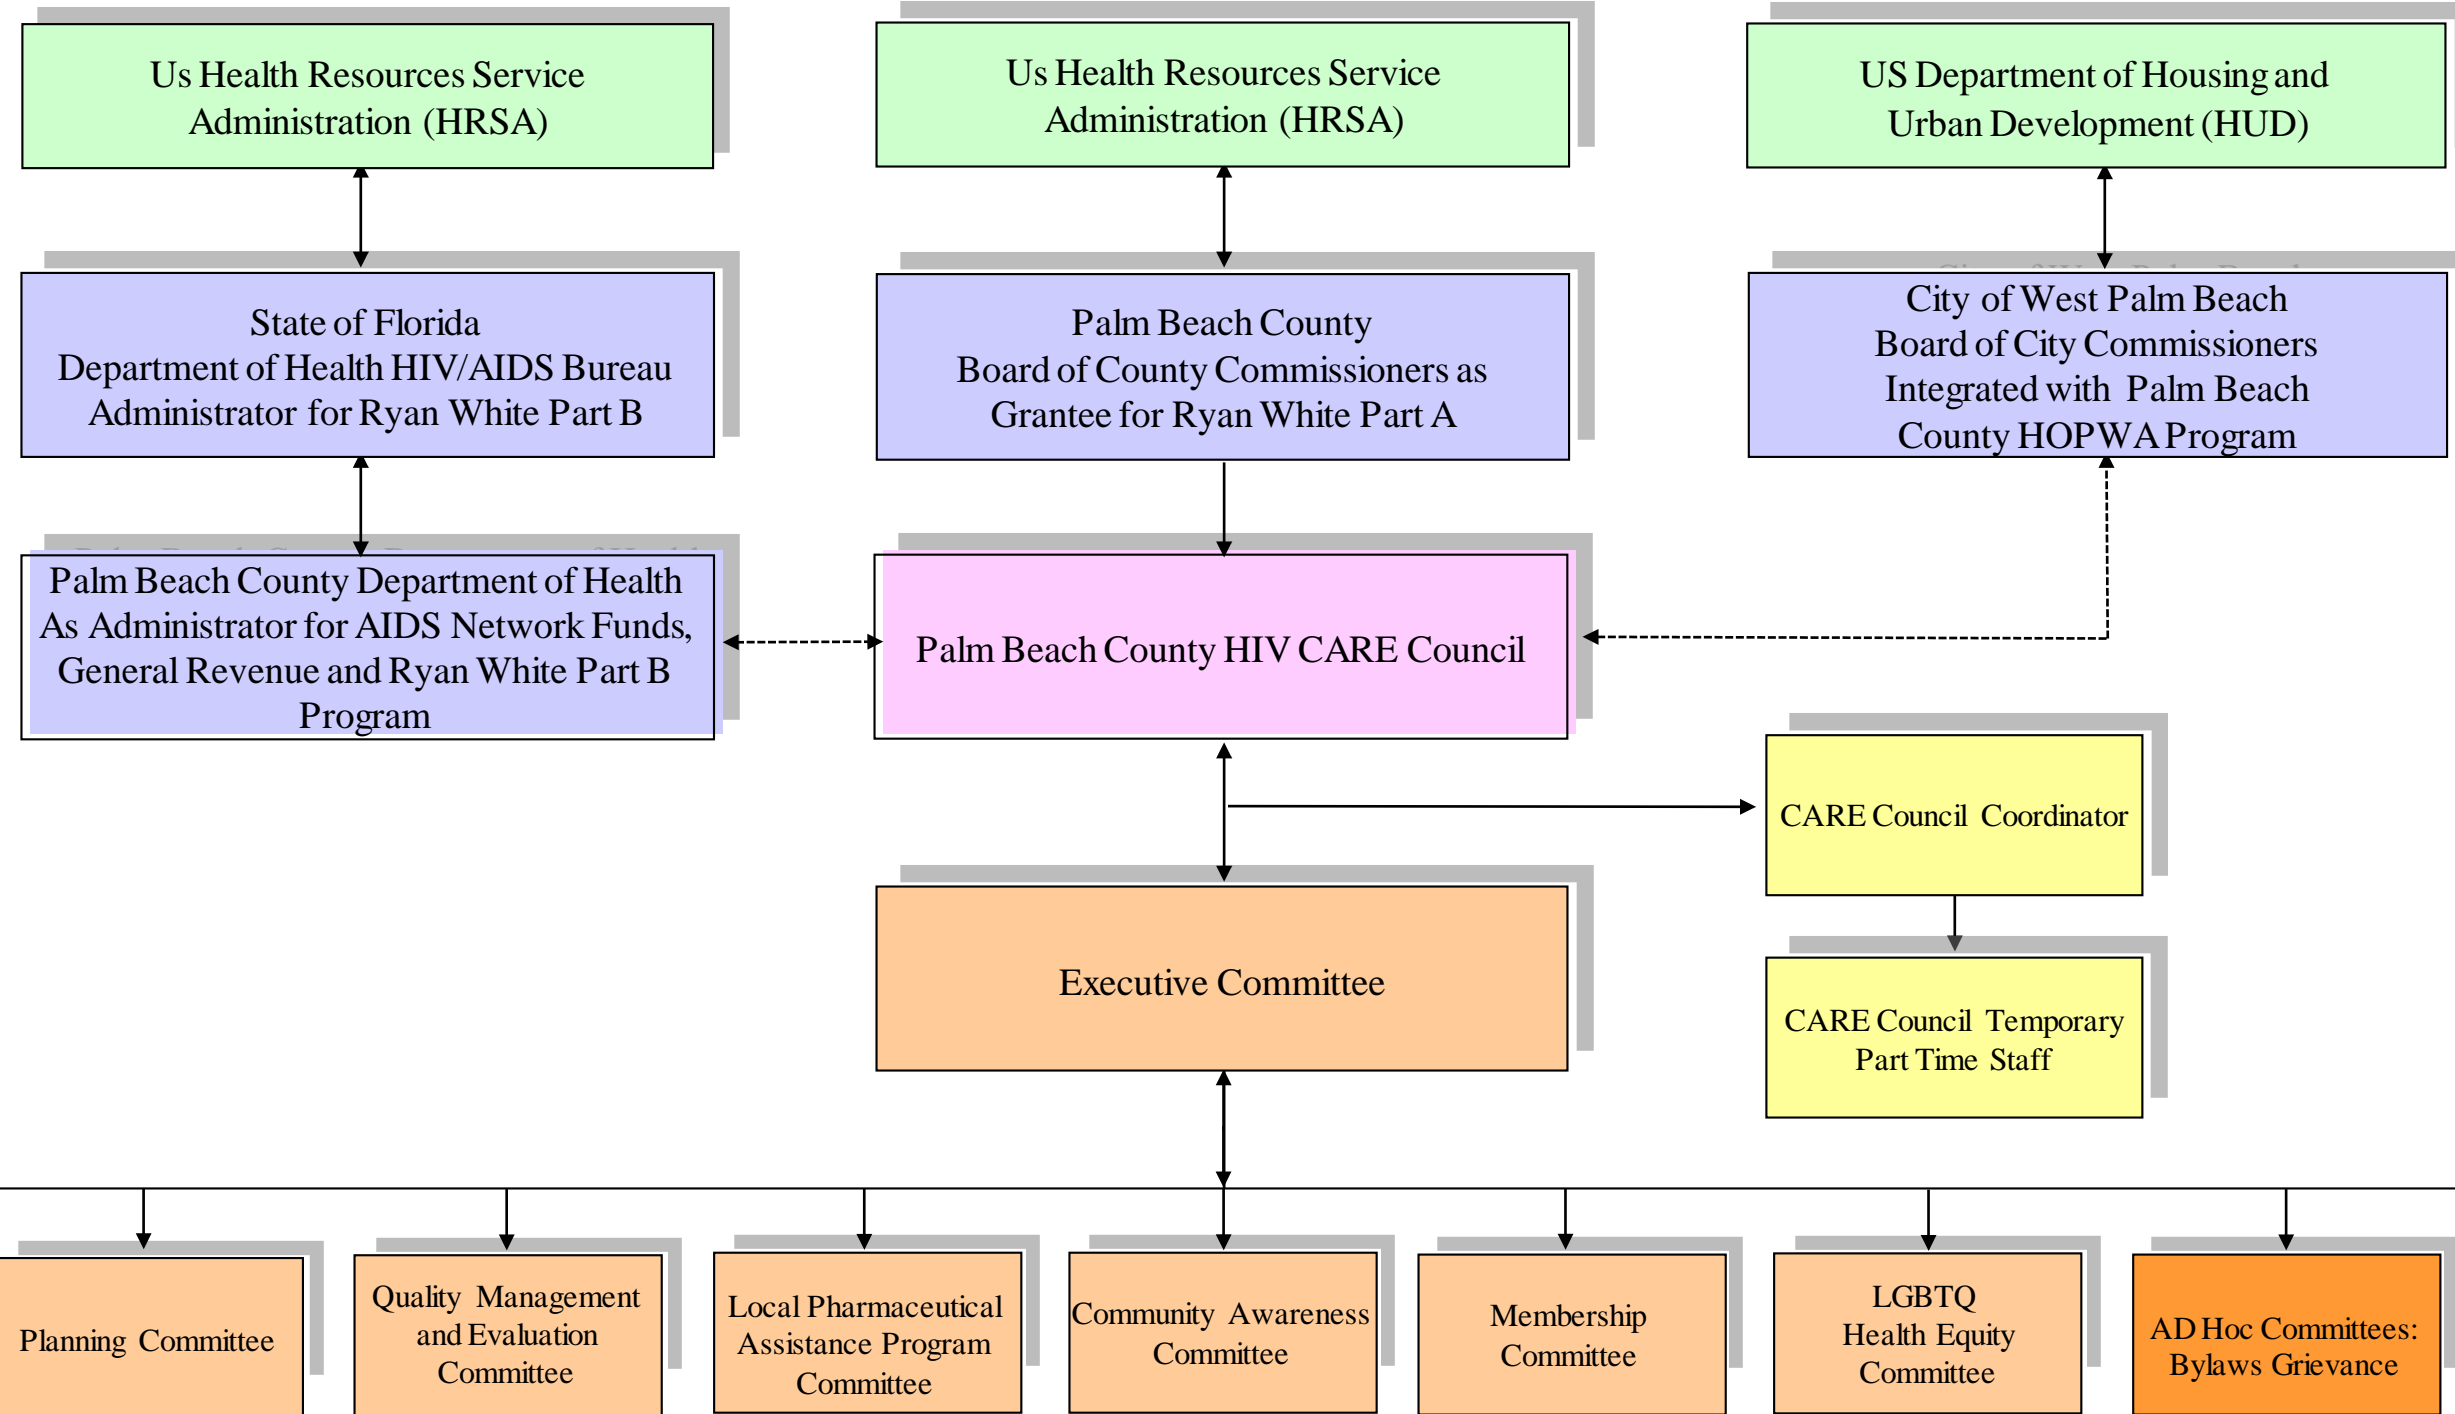 Us Health Resources Service
Administration (HRSA)
Us Health Resources Service
Administration (HRSA)
US Department of Housing and
Urban Development (HUD)
State of Florida
Department of Health HIV/AIDS Bureau
Administrator for Ryan White Part B
Palm Beach County
Board of County Commissioners as
Grantee for Ryan White Part A
City of West Palm Beach
Board of City Commissioners
Integrated with Palm Beach
County HOPWA Program
Palm Beach County Department of Health
As Administrator for AIDS Network Funds,
General Revenue and Ryan White Part B
Program
Palm Beach County HIV CARE Council
CARE Council Coordinator
Executive Committee
CARE Council Temporary
Part Time Staff
Planning Committee
Quality Management
and Evaluation
Committee
Local Pharmaceutical
Assistance Program
Committee
Community Awareness
Committee
Membership
Committee
LGBTQ
Health Equity
Committee
AD Hoc Committees:
Bylaws Grievance